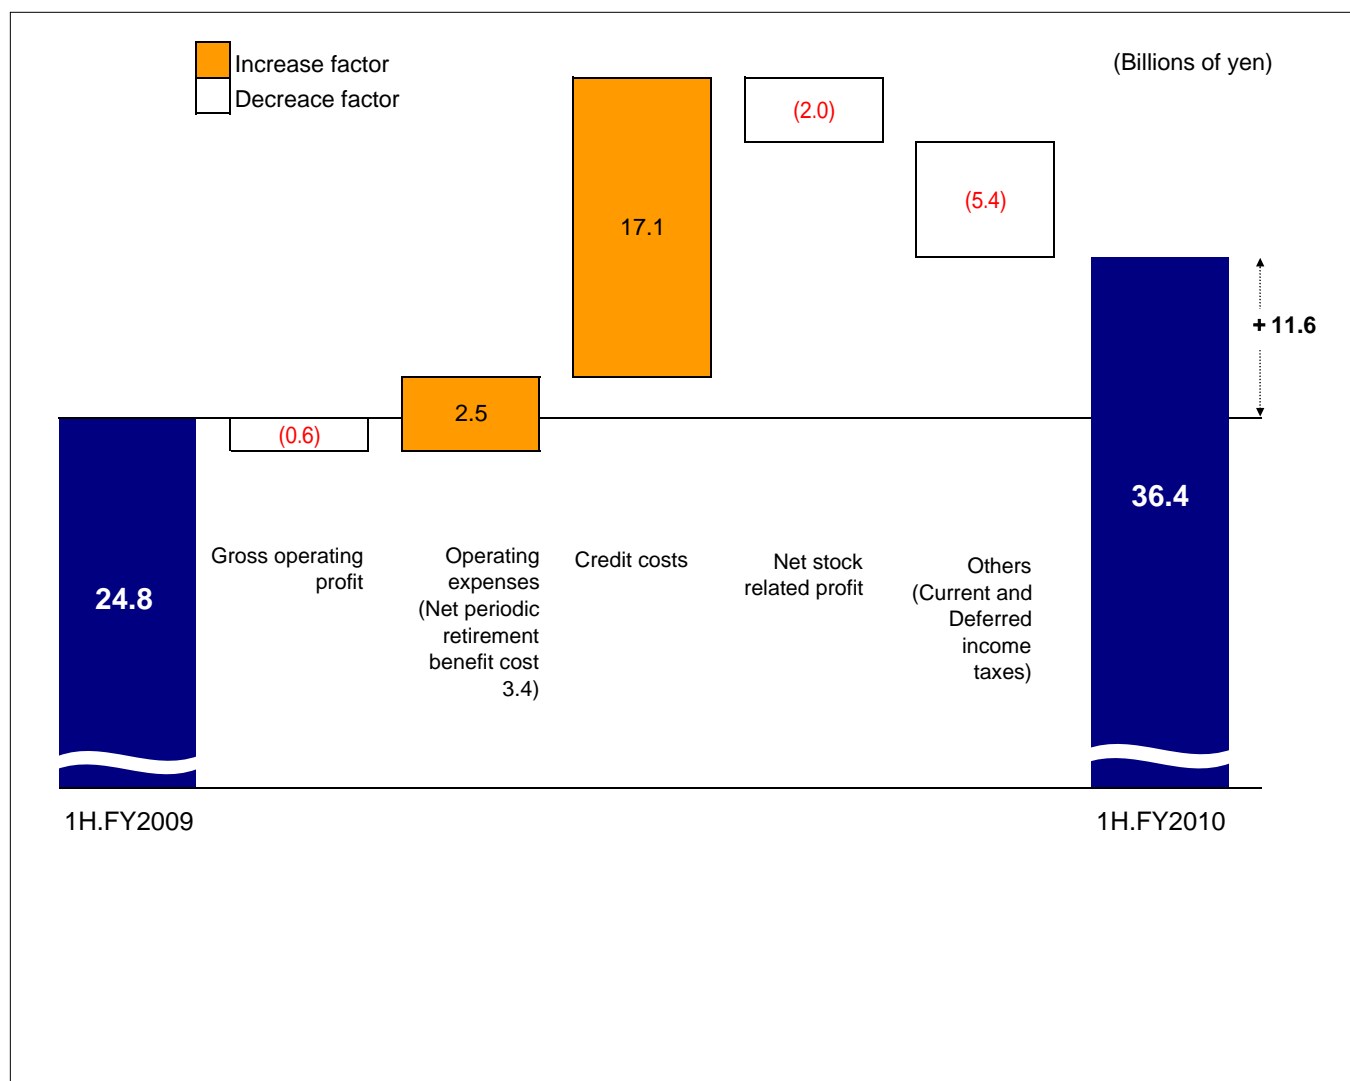 Increase factor
Decreace factor
(Billions of yen)
(2.0)
(5.4)
17.1
+ 11.6
2.5
(0.6)
24.8
36.4
Gross operating
profit
Operating
expenses
(Net periodic
retirement
benefit cost
3.4)
Credit costs
Net stock
related profit
Others
(Current and
Deferred
income
taxes)
1H.FY2009
1H.FY2010